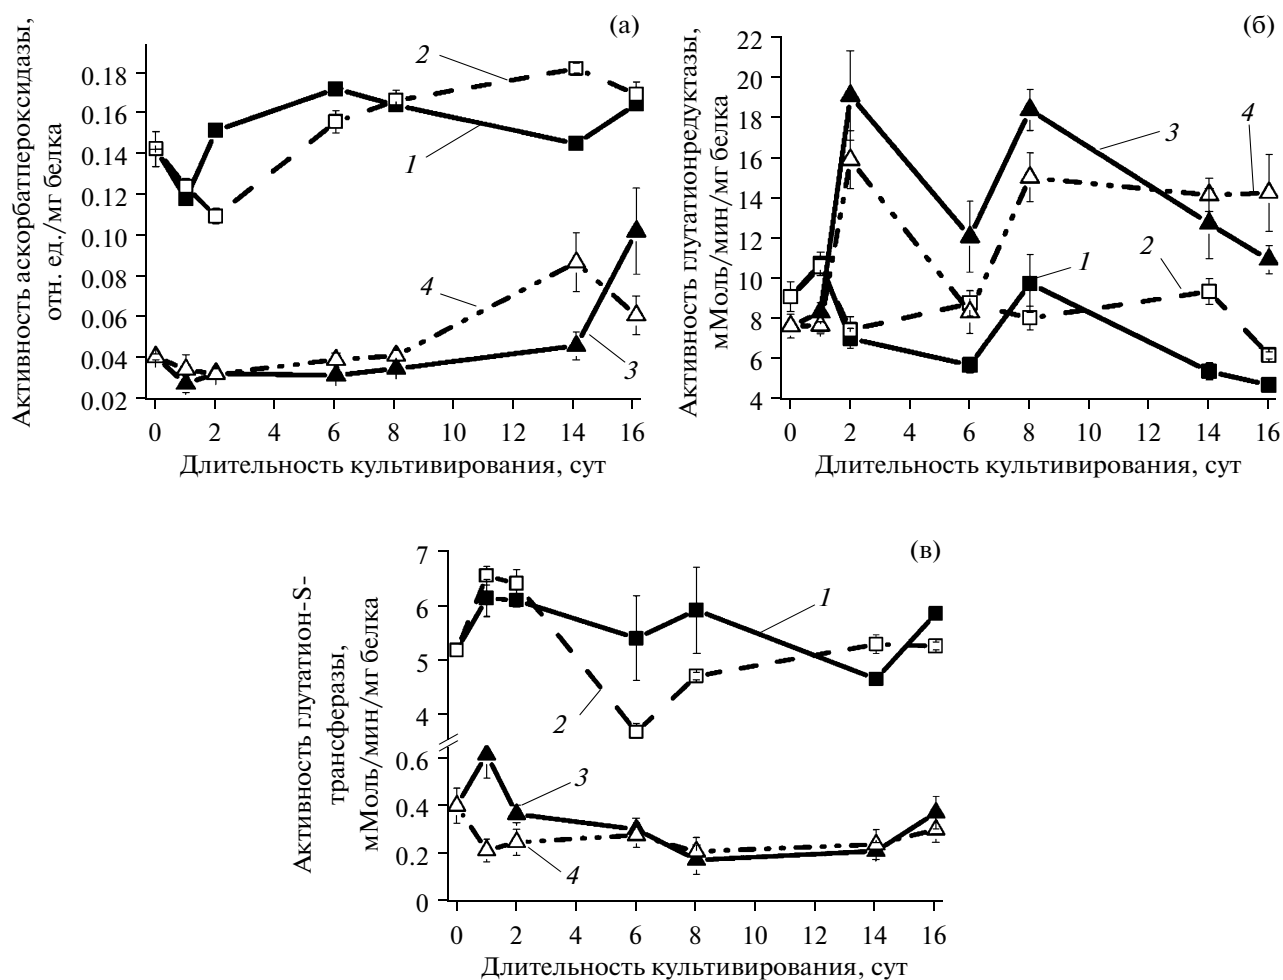 (а)
Активность аскорбатпероксидазы,
отн. ед./мг белка
0.18
0.16
0.14
0.12
0.10
0.08
0.06
0.04
0.02
2
1
4
3
0 2 6 8 10 12 14 16
Длительность культивирования, сут
(б)
Активность глутатионредуктазы,
мМоль/мин/мг белка
22
20
18
16
14
12
10
8
6
4
3
4
2
1
0 2 4 6 8 10 12 14 16
Длительность культивирования, сут
(в)
Активность глутатион-S-
трансферазы,
мМоль/мин/мг белка
7
6
5
4
0.6
0.4
0.2
0
1
2
3
4
0 2 6 4 8 10 12 14 16
Длительность культивирования, сут